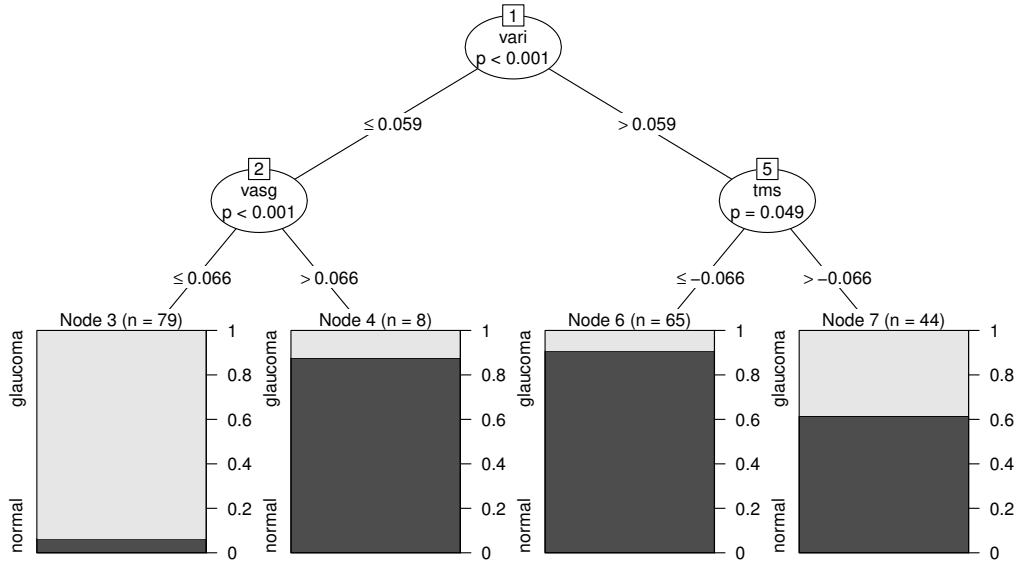 1
vari
p < 0.001
≤ 0.059
> 0.059
2
vasg
p < 0.001
≤ 0.066
> 0.066
5
tms
p = 0.049
≤ −0.066
> −0.066
Node 3 (n = 79)
normal
glaucoma
0
0.2
0.4
0.6
0.8
1
Node 4 (n = 8)
normal
glaucoma
0
0.2
0.4
0.6
0.8
1
Node 6 (n = 65)
normal
glaucoma
0
0.2
0.4
0.6
0.8
1
Node 7 (n = 44)
normal
glaucoma
0
0.2
0.4
0.6
0.8
1